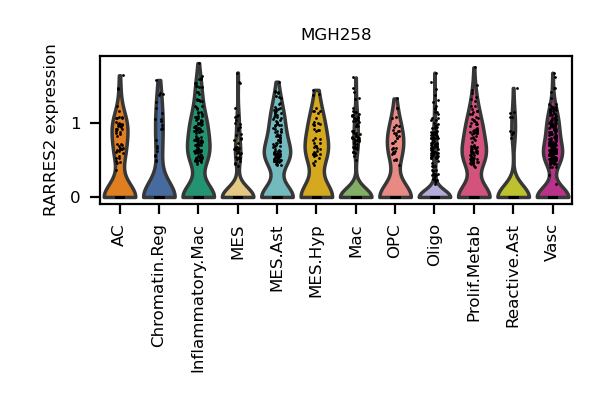 MGH258
RARRES2 expression
1
0
AC
Chromatin.Reg
Inflammatory.Mac
MES
MES.Ast
MES.Hyp
Mac
OPC
Oligo
Prolif.Metab
Reactive.Ast
Vasc